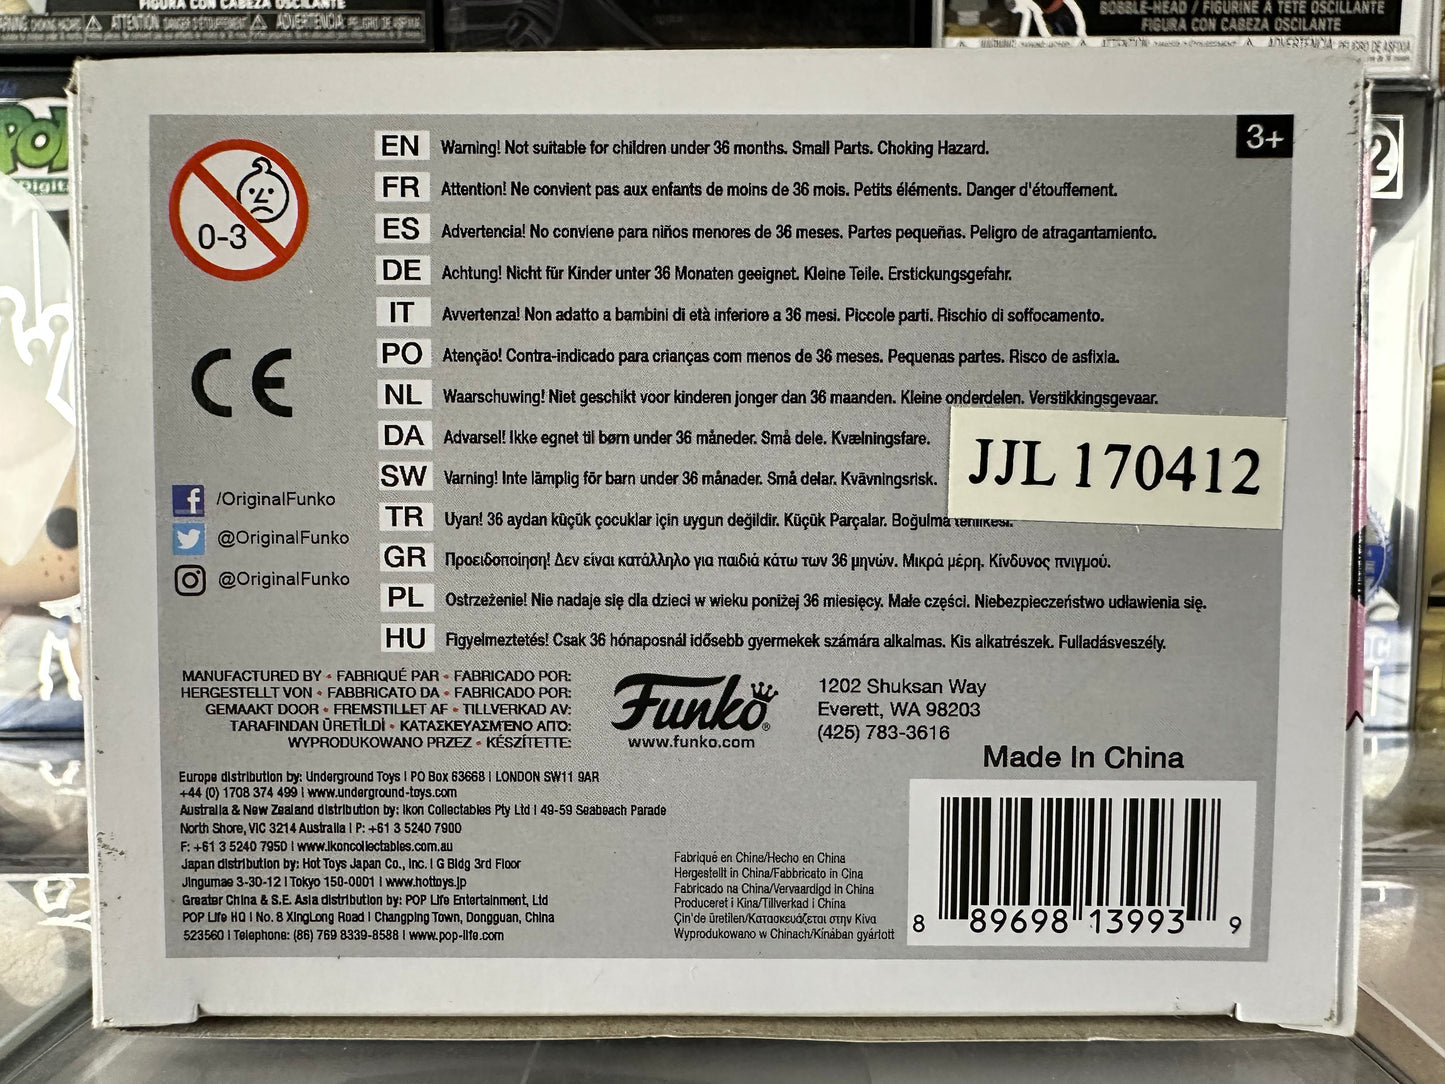 FIGURA CON CABEZA OSCILANTE
BOBBLE-HEAD / FIGURINE À TÊTE OSCILLANTE
FIGURA CON CABEZA OSCILANTE
3+
0-3
EN Warning! Not suitable for children under 36 months. Small Parts. Choking Hazard.
FR Attention! Ne convient pas aux enfants de moins de 36 mois. Petits éléments. Danger d'étouffement.
ES Advertencia! No conviene para niños menores de 36 meses. Partes pequeñas. Peligro de atragantamiento.
DE Achtung! Nicht für Kinder unter 36 Monaten geeignet. Kleine Teile. Erstickungsgefahr.
IT Avvertenza! Non adatto a bambini di età inferiore a 36 mesi. Piccole parti. Rischio di soffocamento.
PO Atenção! Contra-indicado para crianças com menos de 36 meses. Pequenas partes. Risco de asfixia.
NL Waarschuwing! Niet geschikt voor kinderen jonger dan 36 maanden. Kleine onderdelen. Verstikkingsgevaar.
DA Advarsel! Ikke egnet til børn under 36 måneder. Små dele. Kvælningsfare.
SW Varning! Inte lämplig för barn under 36 månader. Små delar. Kvävningsrisk.
TR Uyarı! 36 aydan küçük çocuklar için uygun değildir. Küçük Parçalar. Boğulma
GR Προειδοποίηση! Δεν είναι κατάλληλο για παιδιά κάτω των 36 μηνών. Μικρά μέρη. Κίνδυνος πνιγμού.
PL Ostrzeżenie! Nie nadaje się dla dzieci w wieku poniżej 36 miesięcy. Małe części. Niebezpieczeństwo udławienia się.
HU Figyelmeztetés! Csak 36 hónaposnál idősebb gyermekek számára alkalmas. Kis alkatrészek. Fulladásveszély.
JJL 170412
CE
/OriginalFunko
@OriginalFunko
@OriginalFunko
MANUFACTURED BY • FABRIQUÉ PAR • FABRICADO POR:
HERGESTELLT VON • FABBRICATO DA • FABRICADO POR:
GEMAAKT DOOR • FREMSTILLET AF • TILLVERKAD AV:
TARAFINDAN ÜRETİLDİ • ΚΑΤΑΣΚΕΥΑΣΜΈΝΟ ΑΠΌ:
WYPRODUKOWANO PRZEZ • KÉSZÍTETTE:
Funko®
www.funko.com
1202 Shuksan Way
Everett, WA 98203
(425) 783-3616
Made In China
Europe distribution by: Underground Toys | PO Box 63668 | LONDON SW11 9AR
+44 (0) 1708 374 499 | www.underground-toys.com
Australia & New Zealand distribution by: Ikon Collectables Pty Ltd | 49-59 Seabeach Parade
North Shore, VIC 3214 Australia | P: +61 3 5240 7900
F: +61 3 5240 7950 | www.ikoncollectables.com.au
Japan distribution by: Hot Toys Japan Co., Inc. | G Bldg 3rd Floor
Jingumae 3-30-12 | Tokyo 150-0001 | www.hottoys.jp
Greater China & S.E. Asia distribution by: POP Life Entertainment, Ltd
POP Life HQ | No. 8 XingLong Road | Changping Town, Dongguan, China
523560 | Telephone: (86) 769 8339-8588 | www.pop-life.com
Fabriqué en Chine/Hecho en China
Hergestellt in China/Fabbricato in Cina
Fabricado na China/Vervaardigd in China
Produceret i Kina/Tillverkad i China
Çin'de üretilen/Κατασκευάζεται στην Κίνα
Wyprodukowano w Chinach/Kínában gyártott
8 89698 13993 9